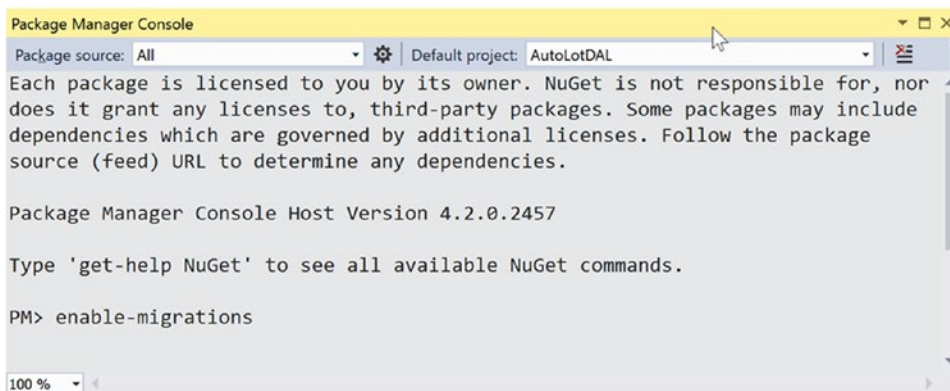 Package Manager Console
Package source: All Default project: AutoLotDAL
Each package is licensed to you by its owner. NuGet is not responsible for, nor
does it grant any licenses to, third-party packages. Some packages may include
dependencies which are governed by additional licenses. Follow the package
source (feed) URL to determine any dependencies.
Package Manager Console Host Version 4.2.0.2457
Type 'get-help NuGet' to see all available NuGet commands.
PM> enable-migrations
100 %